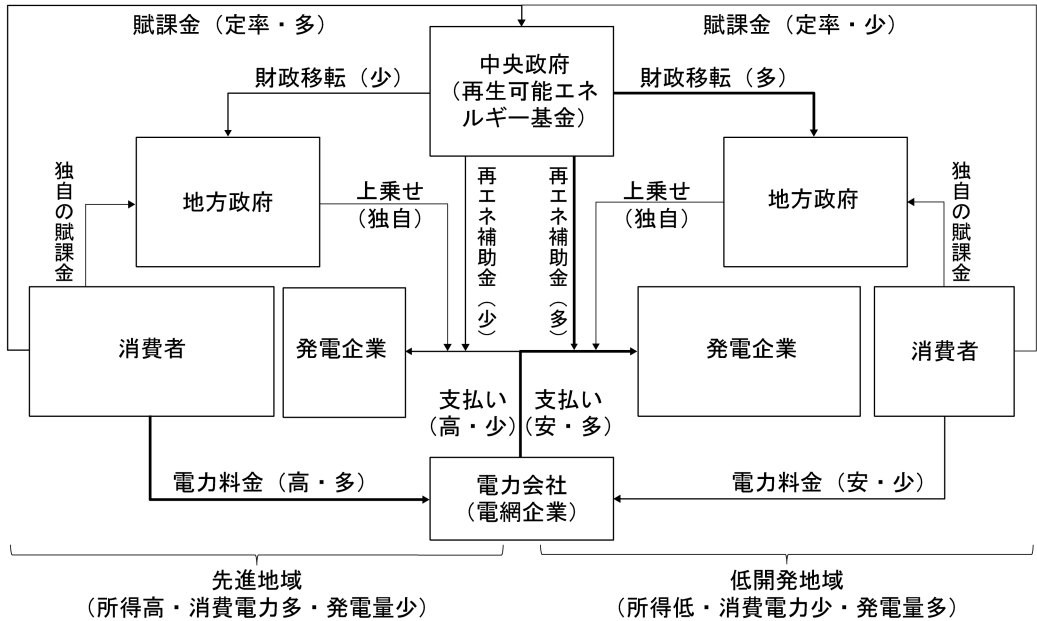 賦課金（定率・多）
賦課金（定率・少）
中央政府
（再生可能エネ
ルギー基金）
財政移転（少）
財政移転（多）
独自の賦課金
地方政府
上乗せ
（独自）
再エネ補助金（少）
再エネ補助金（多）
上乗せ
（独自）
地方政府
独自の賦課金
消費者
発電企業
発電企業
消費者
支払い
（高・少）
支払い
（安・多）
電力料金（高・多）
電力会社
（電網企業）
電力料金（安・少）
先進地域
（所得高・消費電力多・発電量少）
低開発地域
（所得低・消費電力少・発電量多）